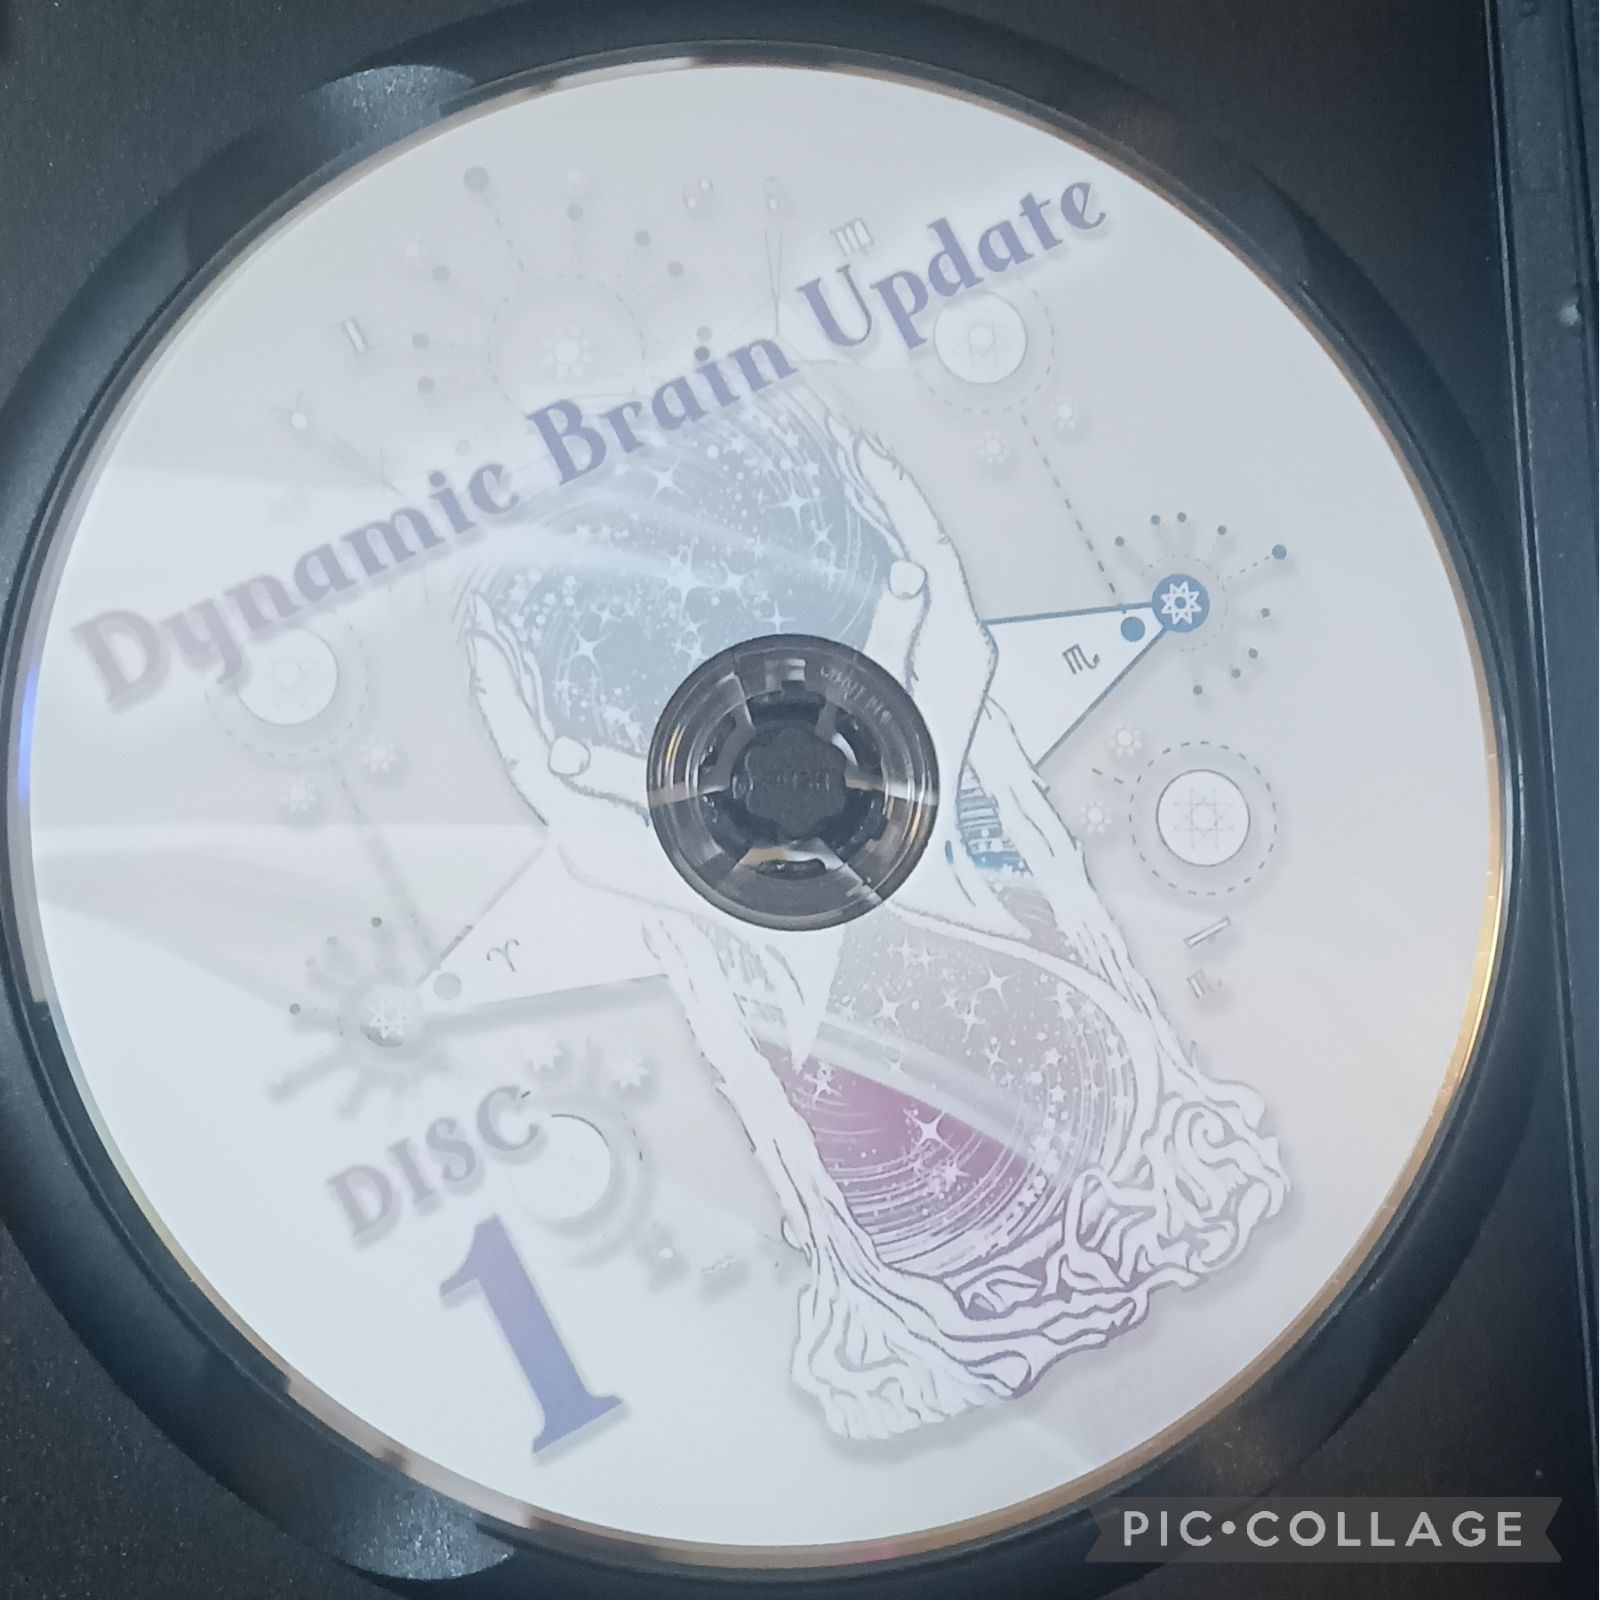 Dynamic Brain Update
DISC
1
PIC•COLLAGE